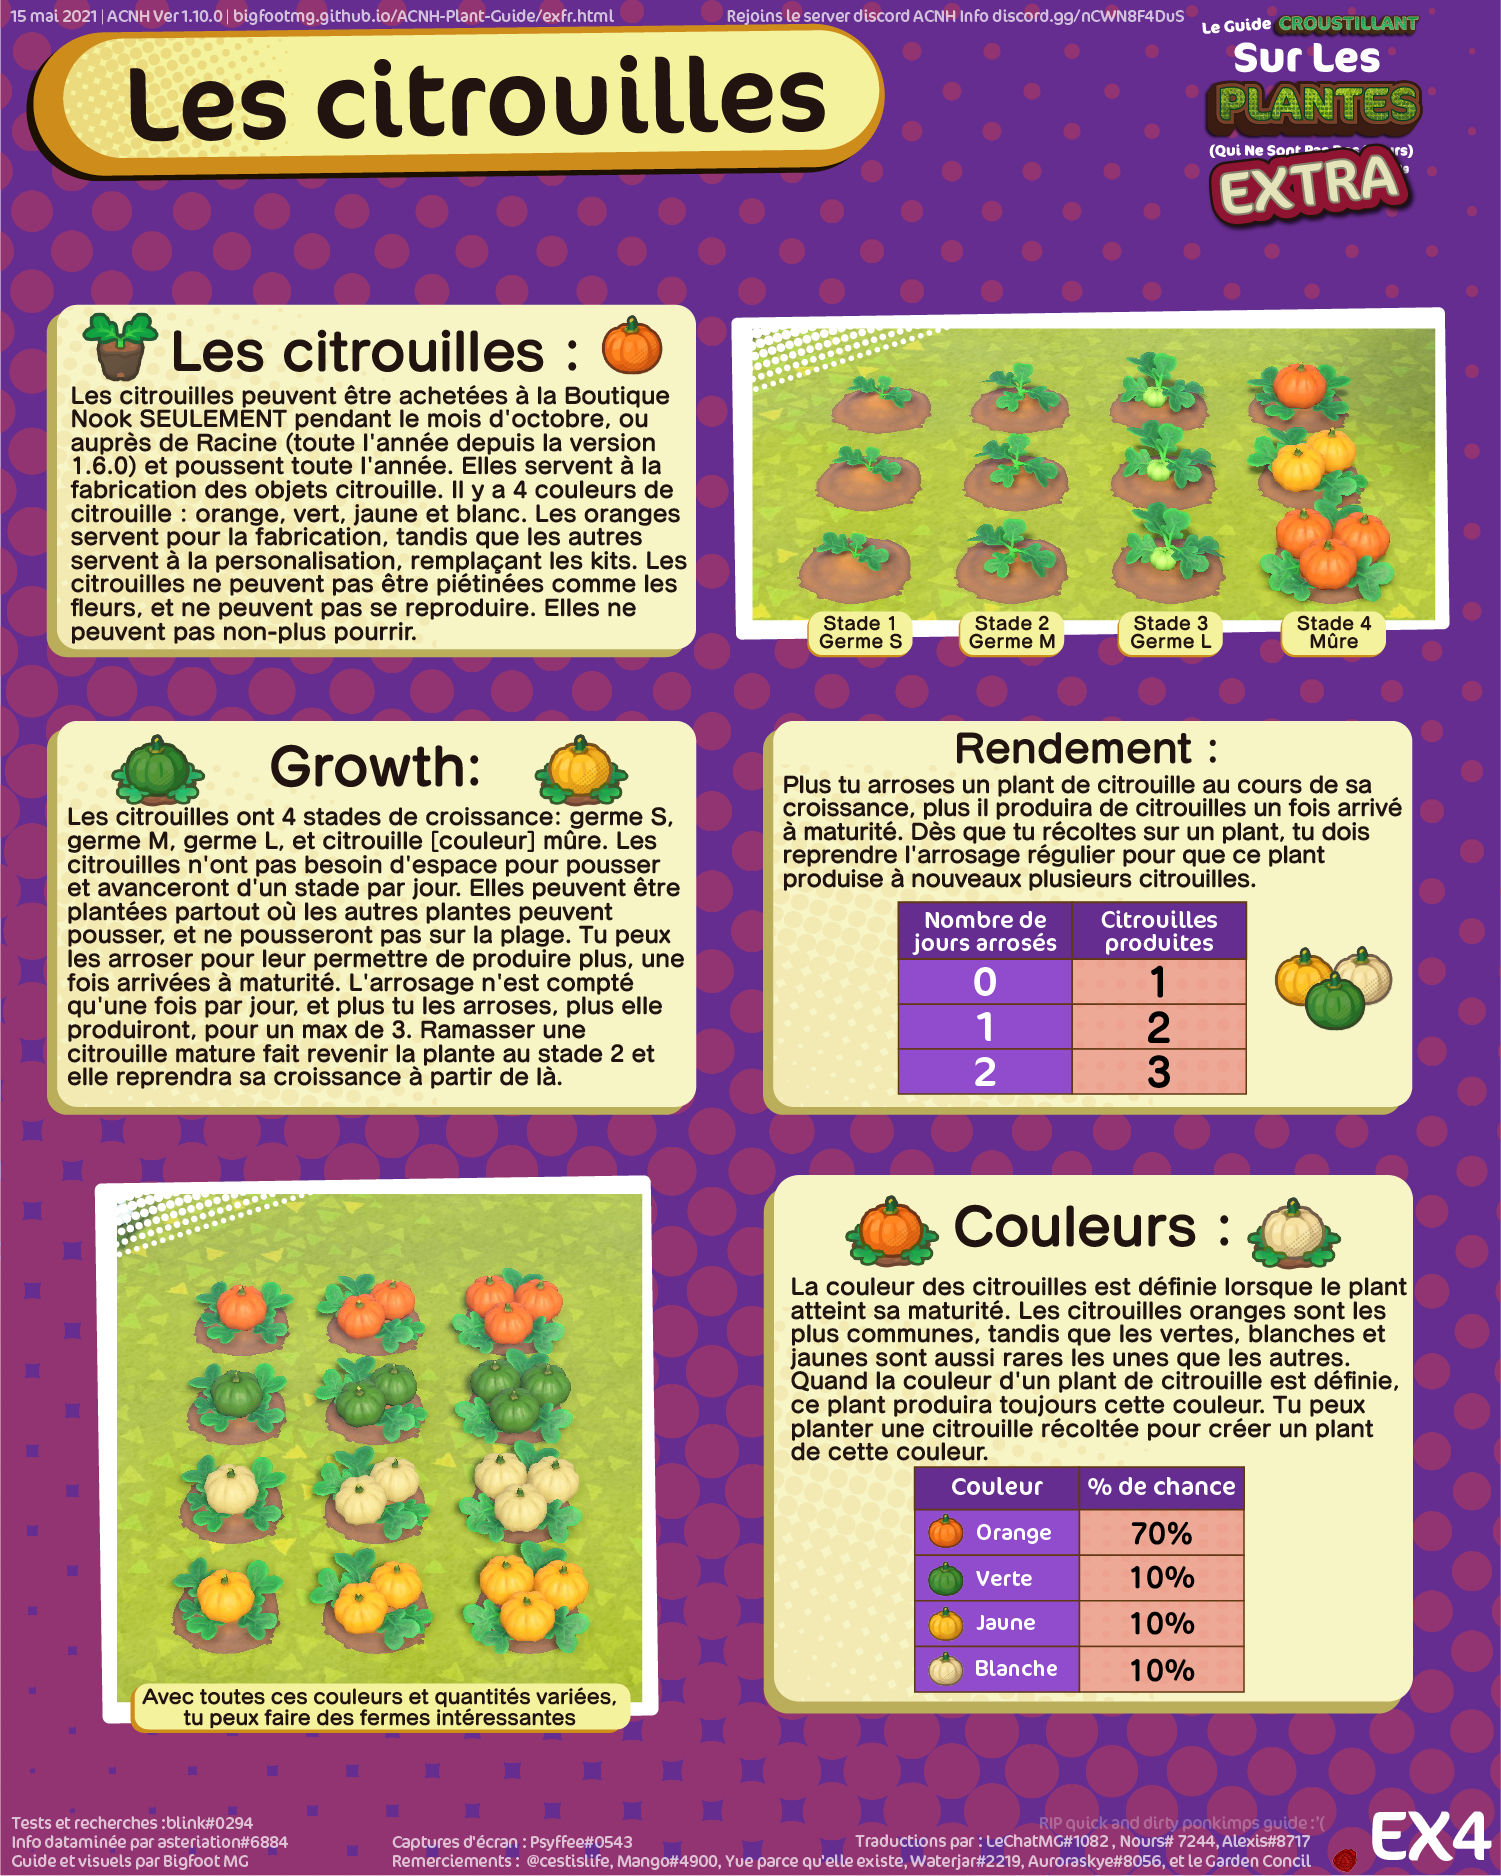 15 mai 2021 | ACNH Ver 1.10.0 | bigfootmg.github.io/ACNH-Plant-Guide/exfr.html
Rejoins le server discord ACNH Info discord.gg/nCWN8F4DuS
Le Guide CROUSTILLANT
Sur Les
PLANTES
(Qui Ne Sont Pas
EXTRA
Les citrouilles
Les citrouilles :
Les citrouilles peuvent être achetées à la Boutique
Nook SEULEMENT pendant le mois d'octobre, ou
auprès de Racine (toute l'année depuis la version
1.6.0) et poussent toute l'année. Elles servent à la
fabrication des objets citrouille. Il y a 4 couleurs de
citrouille : orange, vert, jaune et blanc. Les oranges
servent pour la fabrication, tandis que les autres
servent à la personalisation, remplaçant les kits. Les
citrouilles ne peuvent pas être piétinées comme les
fleurs, et ne peuvent pas se reproduire. Elles ne
peuvent pas non-plus pourrir.
Stade 1
Germe S
Stade 2
Germe M
Stade 3
Germe L
Stade 4
Mûre
Growth:
Les citrouilles ont 4 stades de croissance: germe S,
germe M, germe L, et citrouille [couleur] mûre. Les
citrouilles n'ont pas besoin d'espace pour pousser
et avanceront d'un stade par jour. Elles peuvent être
plantées partout où les autres plantes peuvent
pousser, et ne pousseront pas sur la plage. Tu peux
les arroser pour leur permettre de produire plus, une
fois arrivées à maturité. L'arrosage n'est compté
qu'une fois par jour, et plus tu les arroses, plus elle
produiront, pour un max de 3. Ramasser une
citrouille mature fait revenir la plante au stade 2 et
elle reprendra sa croissance à partir de là.
Rendement :
Plus tu arroses un plant de citrouille au cours de sa
croissance, plus il produira de citrouilles un fois arrivé
à maturité. Dès que tu récoltes sur un plant, tu dois
reprendre l'arrosage régulier pour que ce plant
produise à nouveaux plusieurs citrouilles.
Nombre de Citrouilles
jours arrosés produites
0 1
1 2
2 3
Avec toutes ces couleurs et quantités variées,
tu peux faire des fermes intéressantes
Couleurs :
La couleur des citrouilles est définie lorsque le plant
atteint sa maturité. Les citrouilles oranges sont les
plus communes, tandis que les vertes, blanches et
jaunes sont aussi rares les unes que les autres.
Quand la couleur d'un plant de citrouille est définie,
ce plant produira toujours cette couleur. Tu peux
planter une citrouille récoltée pour créer un plant
de cette couleur.
Couleur % de chance
Orange 70%
Verte 10%
Jaune 10%
Blanche 10%
Tests et recherches :blink#0294
Info dataminée par asteriation#6884
Guide et visuels par Bigfoot MG
Captures d'écran : Psyffee#0543
Remerciements : @cestislife, Mango#4900, Yue parce qu'elle existe, Waterjar#2219, Auroraskye#8056, et le Garden Concil
RIP quick and dirty ponkimps guide :'(
Traductions par : LeChatMG#1082 , Nours# 7244, Alexis#8717
EX4